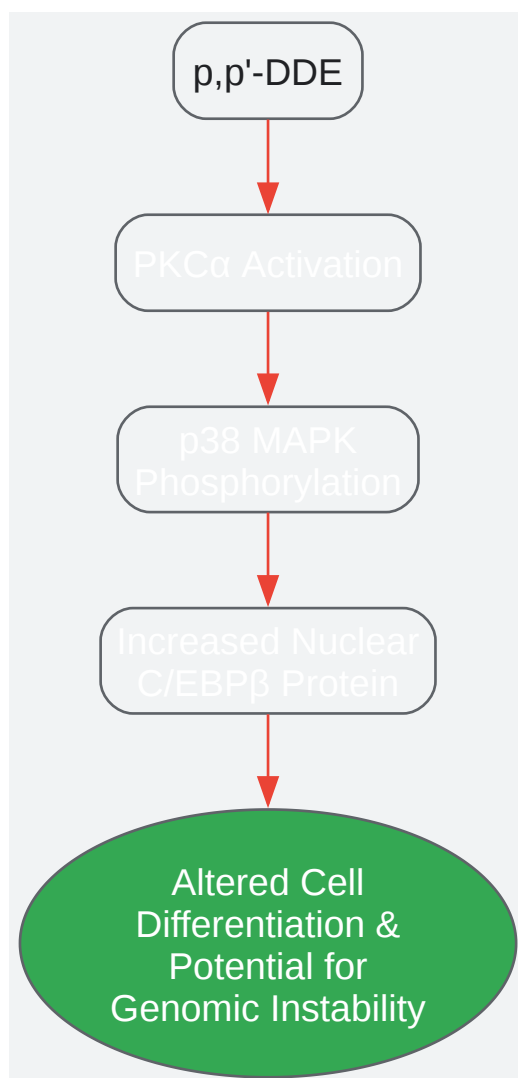 p,p'-DDE
PKCα Activation
p38 MAPK
Phosphorylation
Increased Nuclear
C/EBPβ Protein
Altered Cell
Differentiation &
Potential for
Genomic Instability